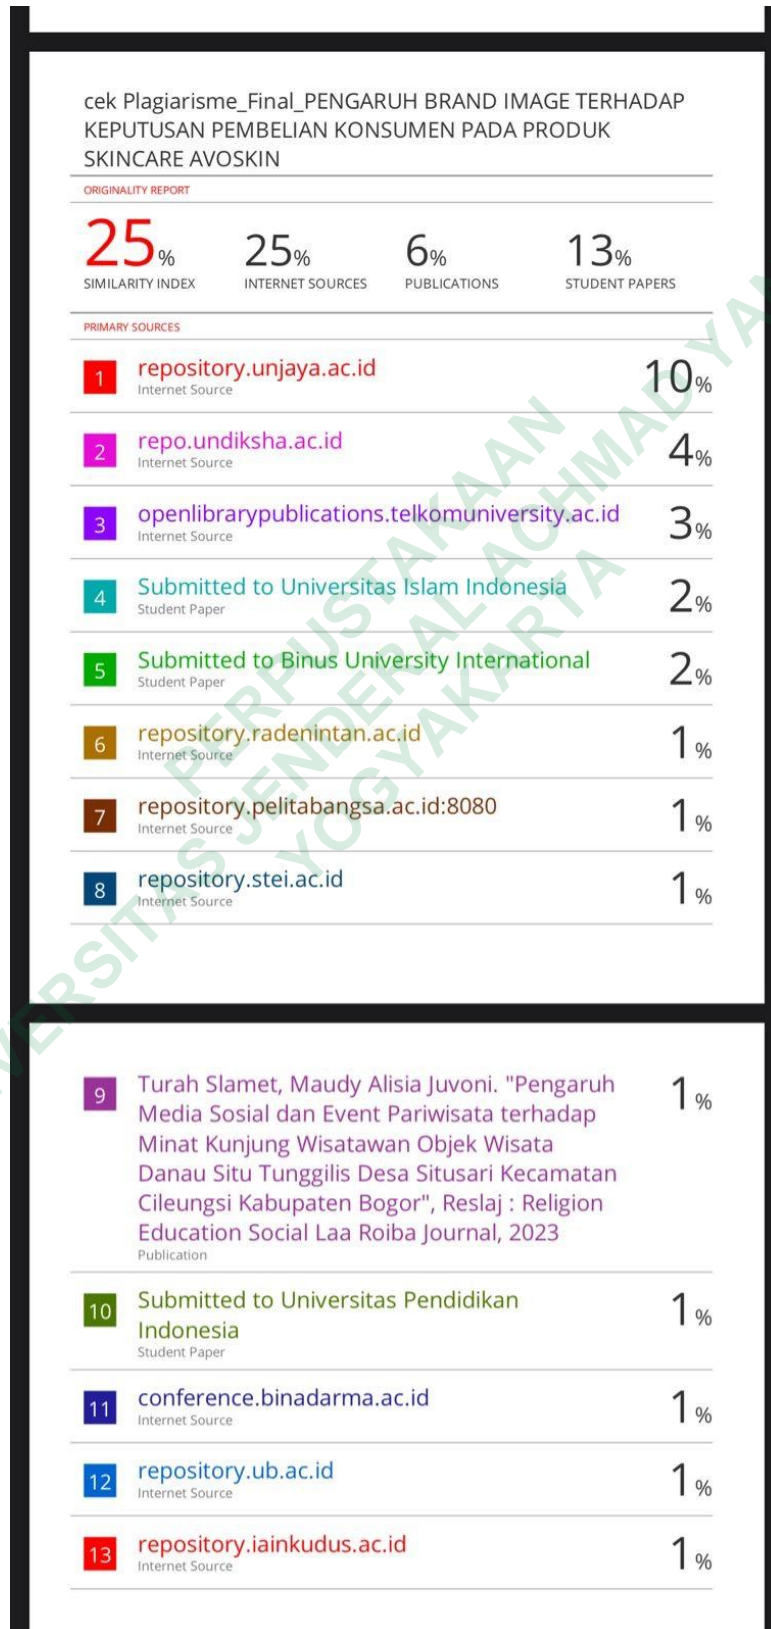 cek Plagiarisme_Final_PENGARUH BRAND IMAGE TERHADAP
KEPUTUSAN PEMBELIAN KONSUMEN PADA PRODUK
SKINCARE AVOSKIN
ORIGINALITY REPORT
25% 25% 6% 13%
SIMILARITY INDEX INTERNET SOURCES PUBLICATIONS STUDENT PAPERS
PRIMARY SOURCES
1 repository.unjaya.ac.id 10%
Internet Source
2 repo.undiksha.ac.id 4%
Internet Source
3 openlibrarypublications.telkomuniversity.ac.id 3%
Internet Source
4 Submitted to Universitas Islam Indonesia 2%
Student Paper
5 Submitted to Binus University International 2%
Student Paper
6 repository.radenintan.ac.id 1%
Internet Source
7 repository.pelitabangsa.ac.id:8080 1%
Internet Source
8 repository.stei.ac.id 1%
Internet Source
9 Turah Slamet, Maudy Alisia Juvoni. "Pengaruh 1%
Media Sosial dan Event Pariwisata terhadap
Minat Kunjung Wisatawan Objek Wisata
Danau Situ Tunggilis Desa Situsari Kecamatan
Cileungsi Kabupaten Bogor", Reslaj : Religion
Education Social Laa Roiba Journal, 2023
Publication
10 Submitted to Universitas Pendidikan 1%
Indonesia
Student Paper
11 conference.binadarma.ac.id 1%
Internet Source
12 repository.ub.ac.id 1%
Internet Source
13 repository.iainkudus.ac.id 1%
Internet Source
PERPUSTAKAAN
JENDERAL ACHMAD
YOGYAKARTA